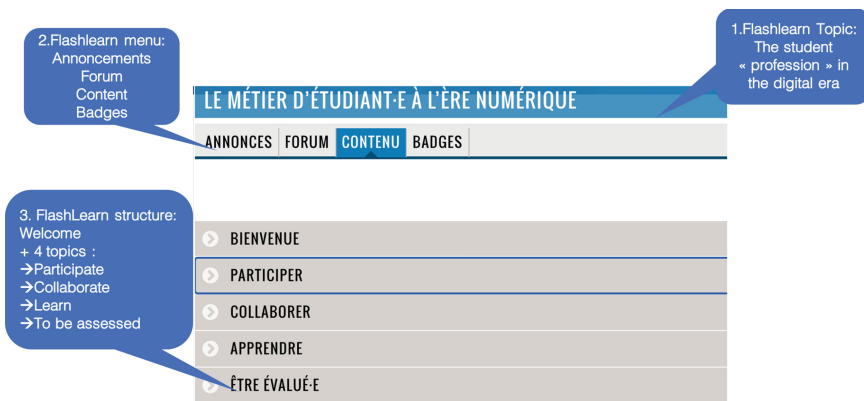 2.Flashlearn menu:
Annoncements
Forum
Content
Badges
1.Flashlearn Topic:
The student
« profession » in
the digital era
LE MÉTIER D'ÉTUDIANT·E À L'ÈRE NUMÉRIQUE
ANNONCES FORUM CONTENU BADGES
3. FlashLearn structure:
Welcome
+ 4 topics :
→Participate
→Collaborate
→Learn
→To be assessed
BIENVENUE
PARTICIPER
COLLABORER
APPRENDRE
ÊTRE ÉVALUÉ·E